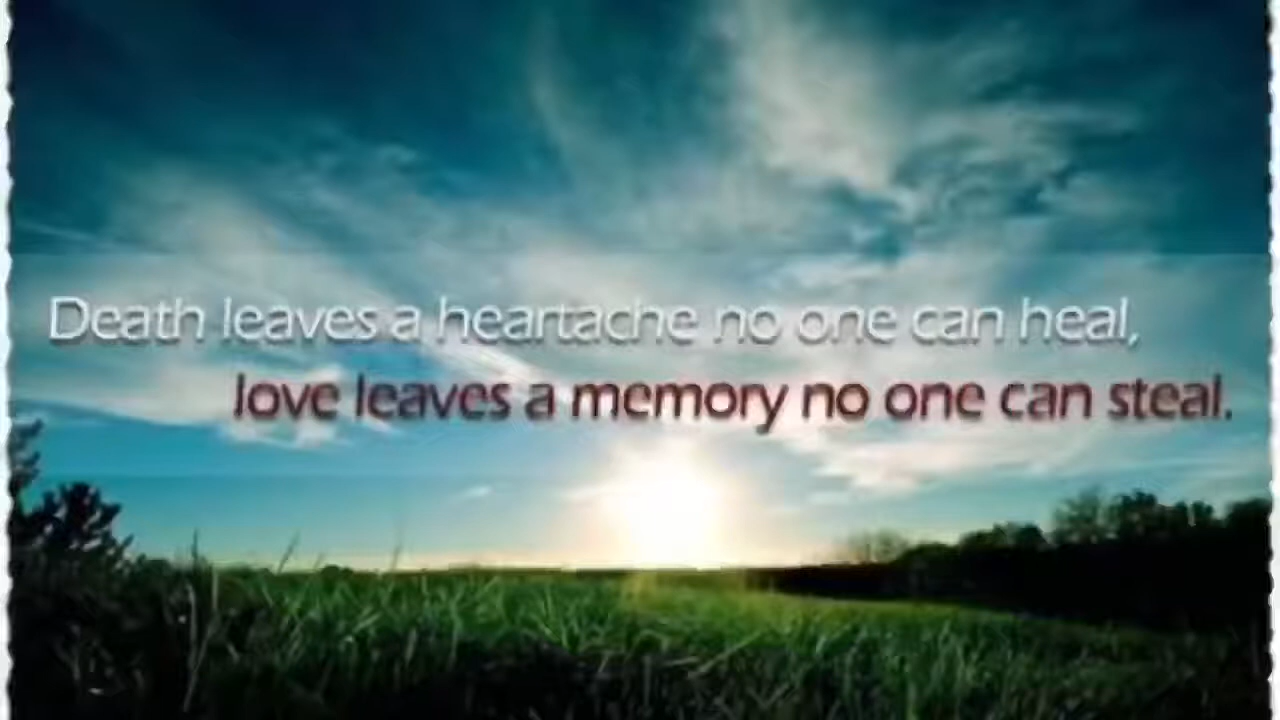 Death leaves a heartache no one can heal,
love leaves a memory no one can steal.